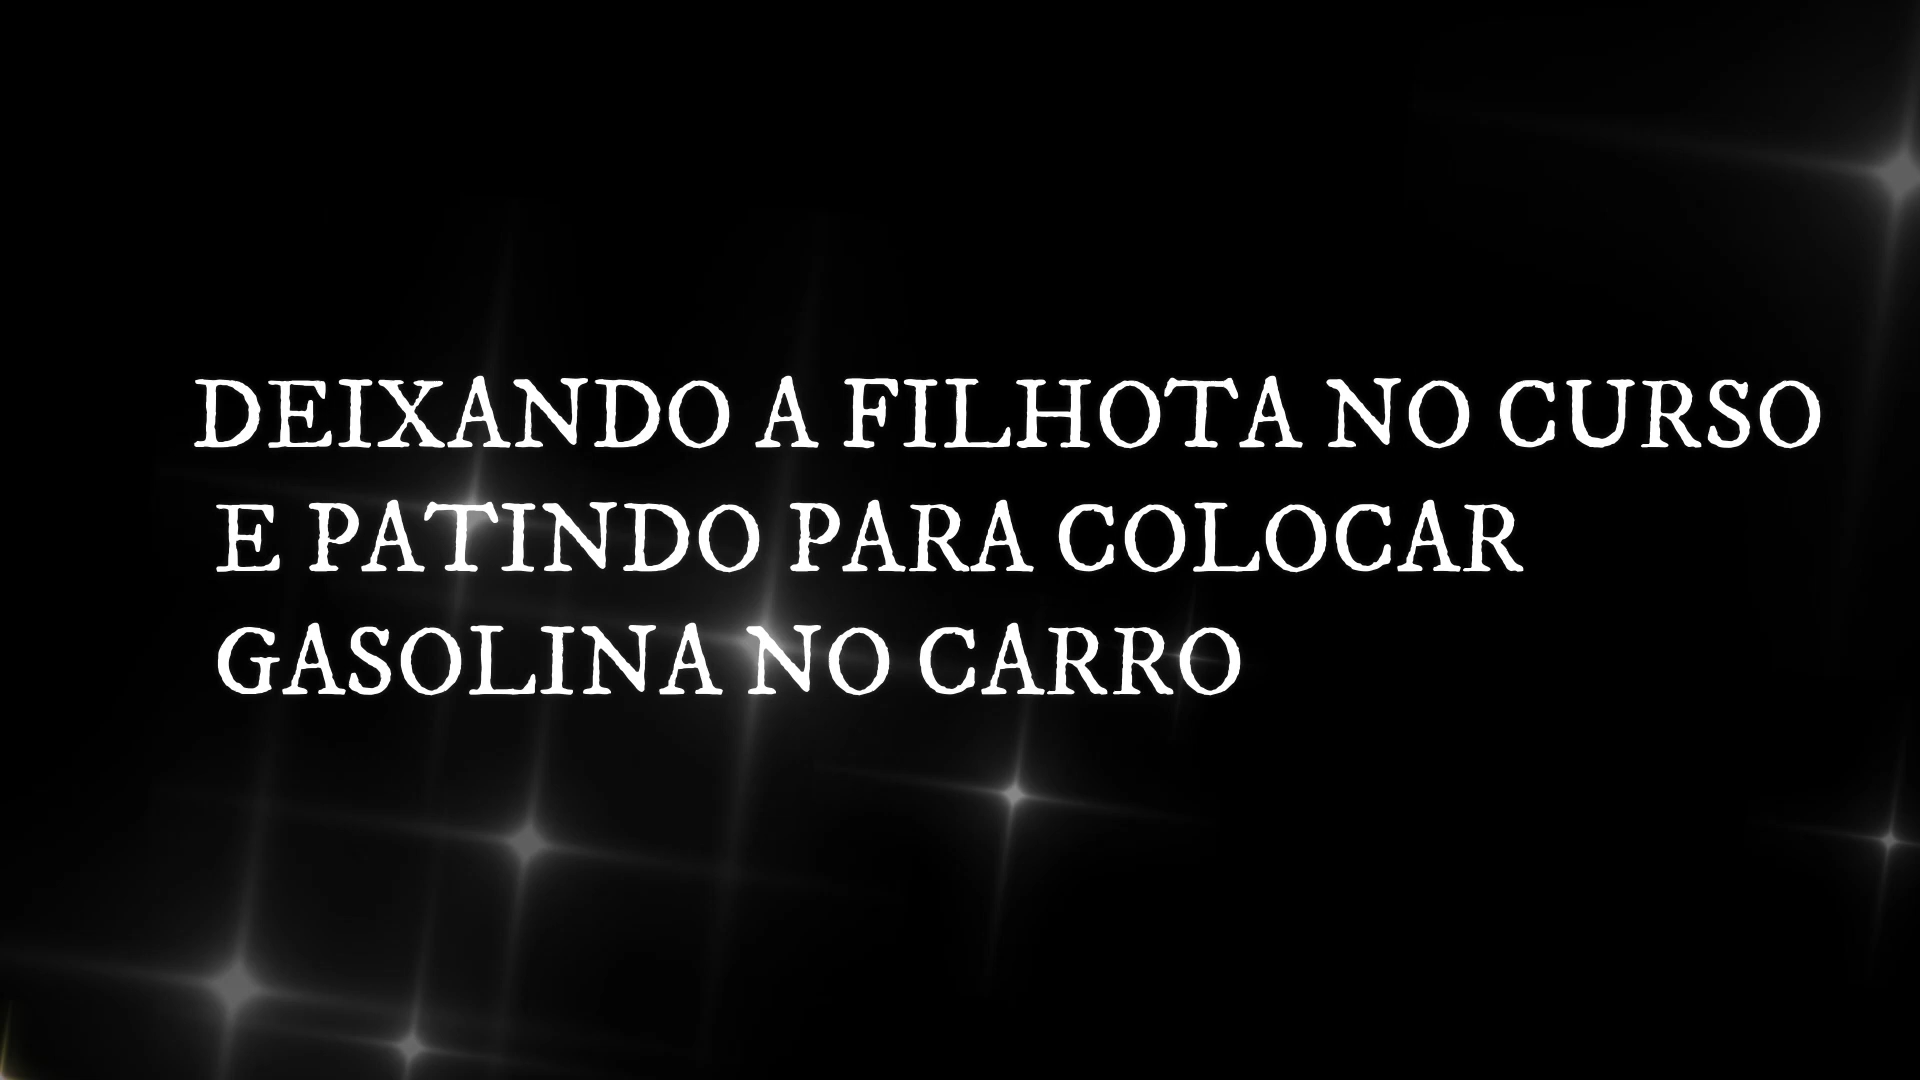 DEIXANDO A FILHOTA NO CURSO
E PATINDO PARA COLOCAR
GASOLINA NO CARRO